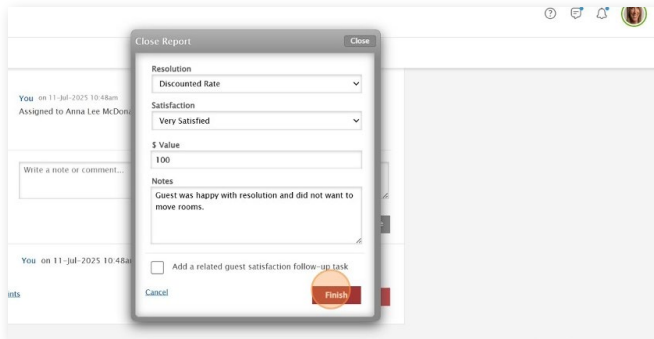 Close Report
Close
Resolution
Discounted Rate
Satisfaction
Very Satisfied
$ Value
100
Notes
Guest was happy with resolution and did not want to
move rooms.
Add a related guest satisfaction follow-up task
Cancel
Finish
You on 11-Jul-2025 10:48am
Assigned to Anna Lee McDon
Write a note or comment...
You on 11-Jul-2025 10:48a